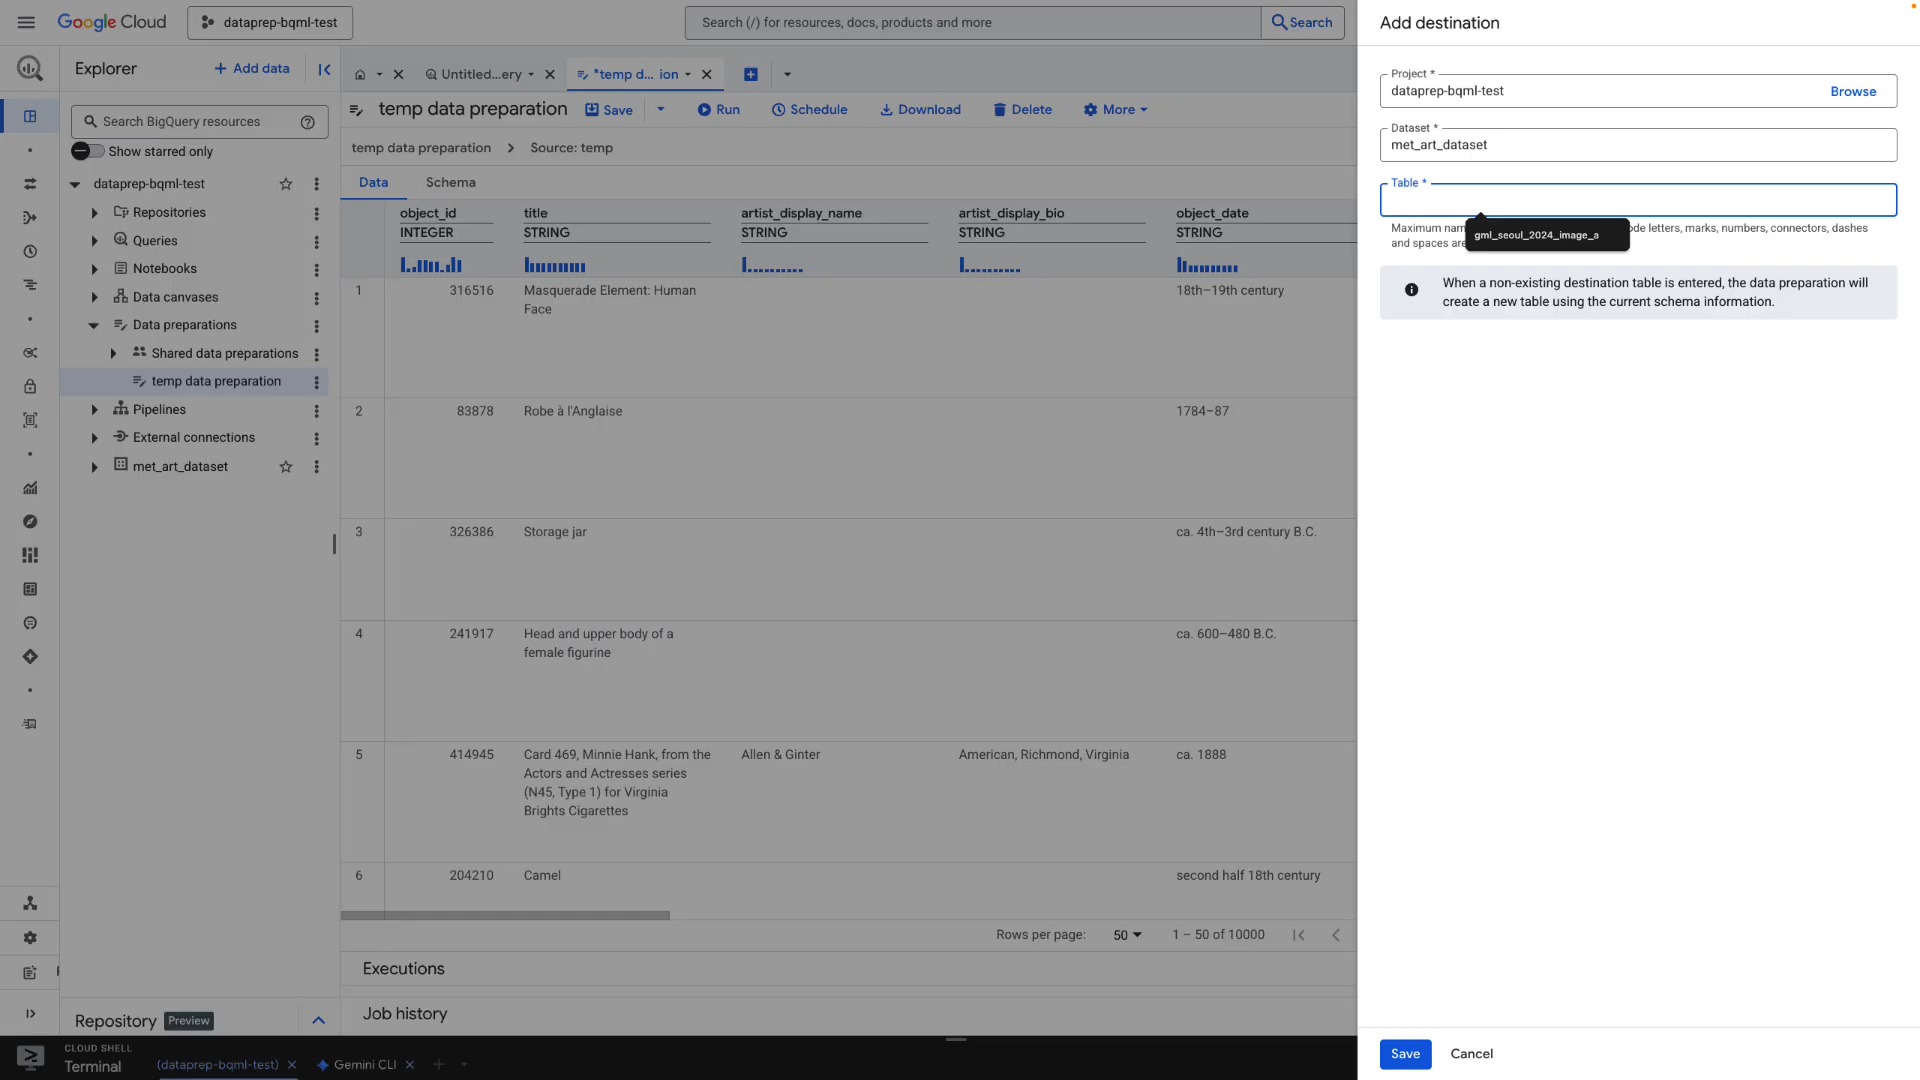 Google Cloud
dataprep-bqml-test
Search (/) for resources, docs, products and more
Search
Add destination
Explorer
Add data
Untitled...ery
*temp d... ion
temp data preparation
Save
Run
Schedule
Download
Delete
More
Search BigQuery resources
Show starred only
temp data preparation
Source: temp
Data
Schema
dataprep-bqml-test
Repositories
Queries
Notebooks
Data canvases
Data preparations
Shared data preparations
temp data preparation
Pipelines
External connections
met_art_dataset
object_id
INTEGER
title
STRING
artist_display_name
STRING
artist_display_bio
STRING
object_date
STRING
1
316516
Masquerade Element: Human
Face
18th–19th century
2
83878
Robe à l'Anglaise
1784–87
3
326386
Storage jar
ca. 4th–3rd century B.C.
4
241917
Head and upper body of a
female figurine
ca. 600–480 B.C.
5
414945
Card 469, Minnie Hank, from the
Actors and Actresses series
(N45, Type 1) for Virginia
Brights Cigarettes
Allen & Ginter
American, Richmond, Virginia
ca. 1888
6
204210
Camel
second half 18th century
Rows per page:
50
1 – 50 of 10000
Executions
Job history
Repository
Preview
CLOUD SHELL
Terminal
(dataprep-bqml-test)
Gemini CLI
Project *
dataprep-bqml-test
Browse
Dataset *
met_art_dataset
Table *
gml_seoul_2024_image_a
Maximum letters, marks, numbers, connectors, dashes
and spaces
When a non-existing destination table is entered, the data preparation will
create a new table using the current schema information.
Save
Cancel